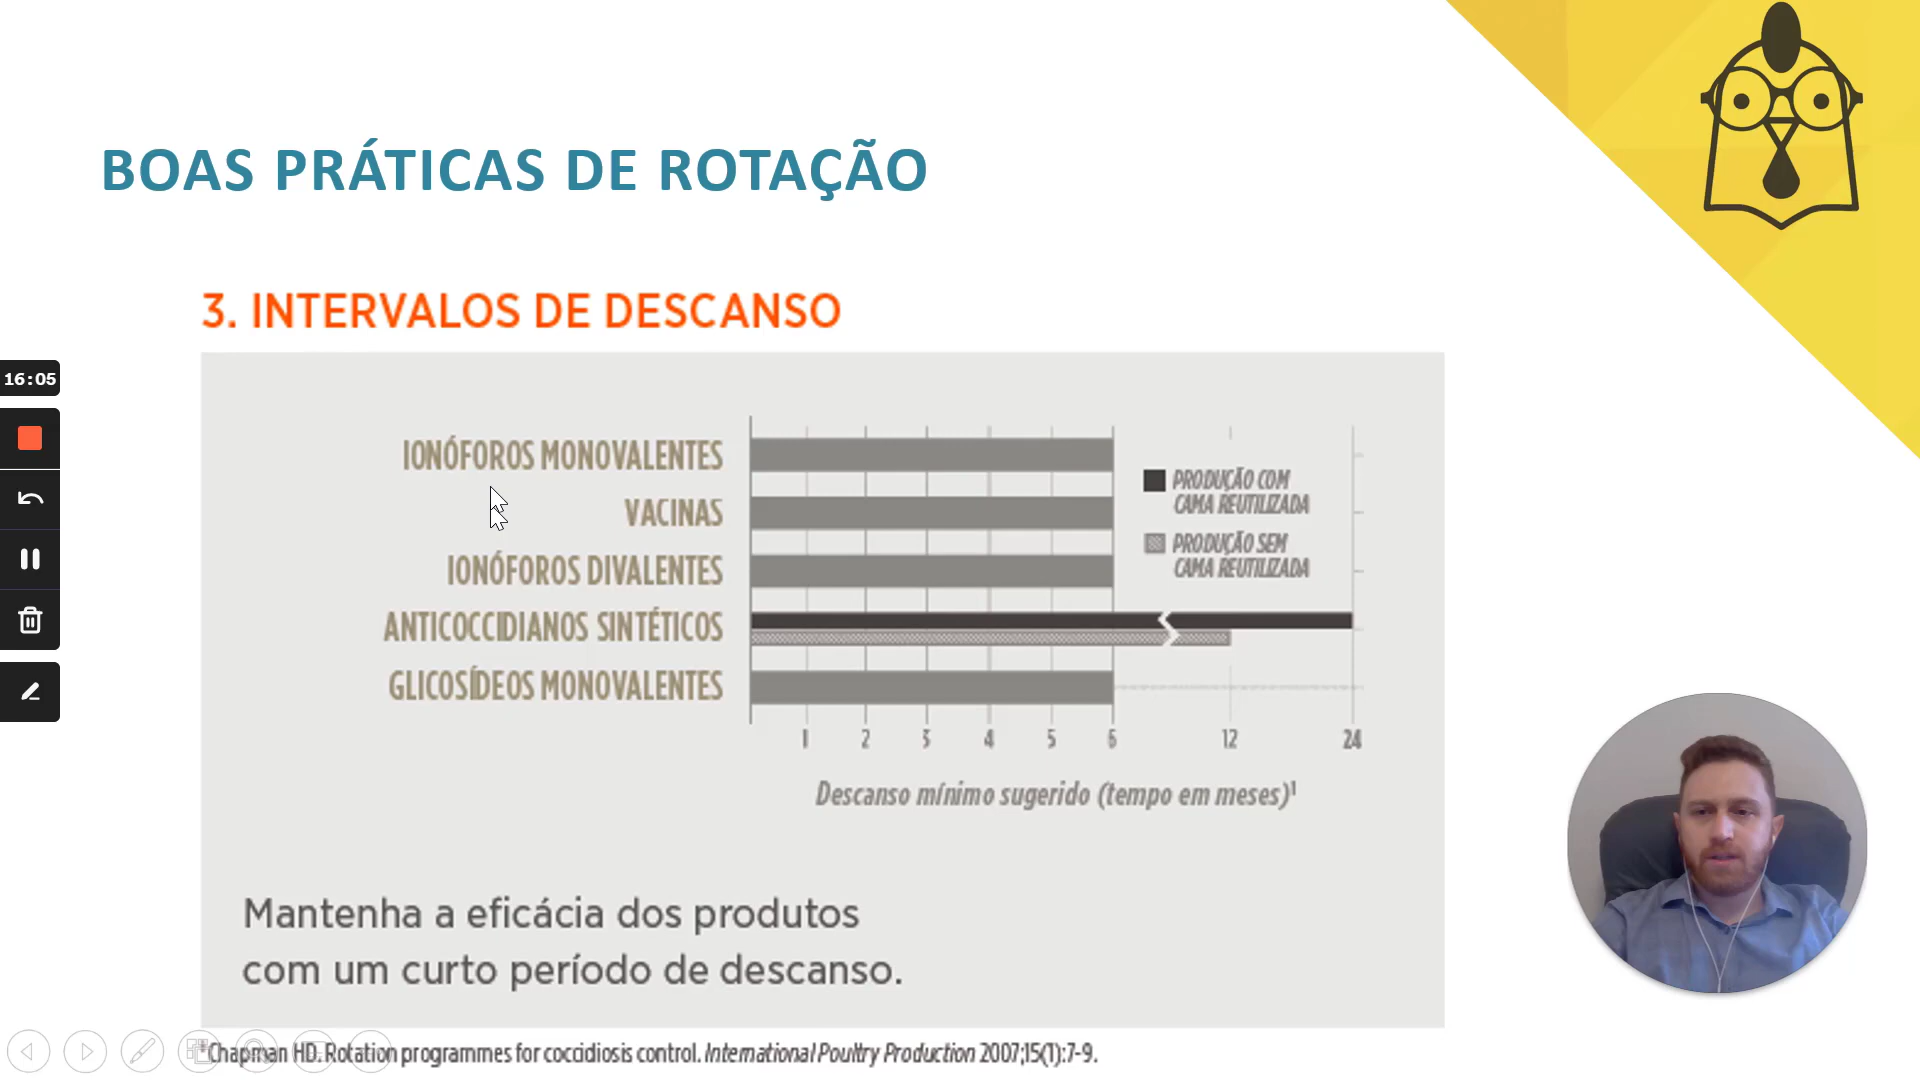 BOAS PRÁTICAS DE ROTAÇÃO
3. INTERVALOS DE DESCANSO
16:05
IONÓFOROS MONOVALENTES
VACINAS
IONÓFOROS DIVALENTES
ANTICOCCIDIANOS SINTÉTICOS
GLICOSÍDEOS MONOVALENTES
PRODUÇÃO COM
CAMA REUTILIZADA
PRODUÇÃO SEM
CAMA REUTILIZADA
1 2 3 4 5 6 12 24
Descanso mínimo sugerido (tempo em meses)¹
Mantenha a eficácia dos produtos
com um curto período de descanso.
¹Chapman HD. Rotation programmes for coccidiosis control. International Poultry Production 2007;15(1):7-9.